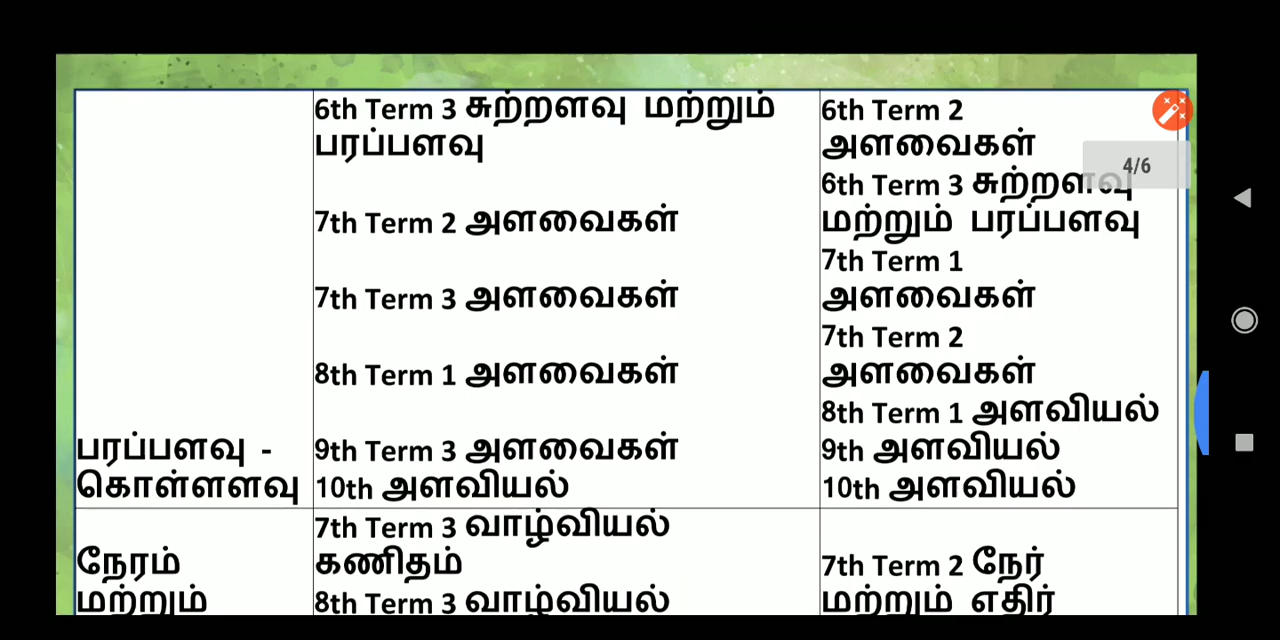 6th Term 3 சுற்றளவு மற்றும்
பரப்பளவு
7th Term 2 அளவைகள்
7th Term 3 அளவைகள்
8th Term 1 அளவைகள்
பரப்பளவு -
கொள்ளளவு
9th Term 3 அளவைகள்
10th அளவியல்
6th Term 2
அளவைகள்
6th Term 3 சுற்றளவு
மற்றும் பரப்பளவு
7th Term 1
அளவைகள்
7th Term 2
அளவைகள்
8th Term 1 அளவியல்
9th அளவியல்
10th அளவியல்
4/6
நேரம்
மற்றும்
7th Term 3 வாழ்வியல்
கணிதம்
8th Term 3 வாழ்வியல்
7th Term 2 நேர்
மற்றும் எதிர்